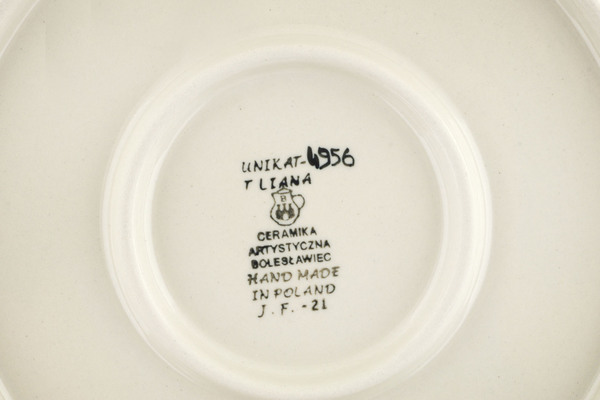 UNIKAT-4956
T LIANA
B
CERAMIKA
ARTYSTYCZNA
BOLESŁAWIEC
HAND MADE
IN POLAND
J. F. - 21